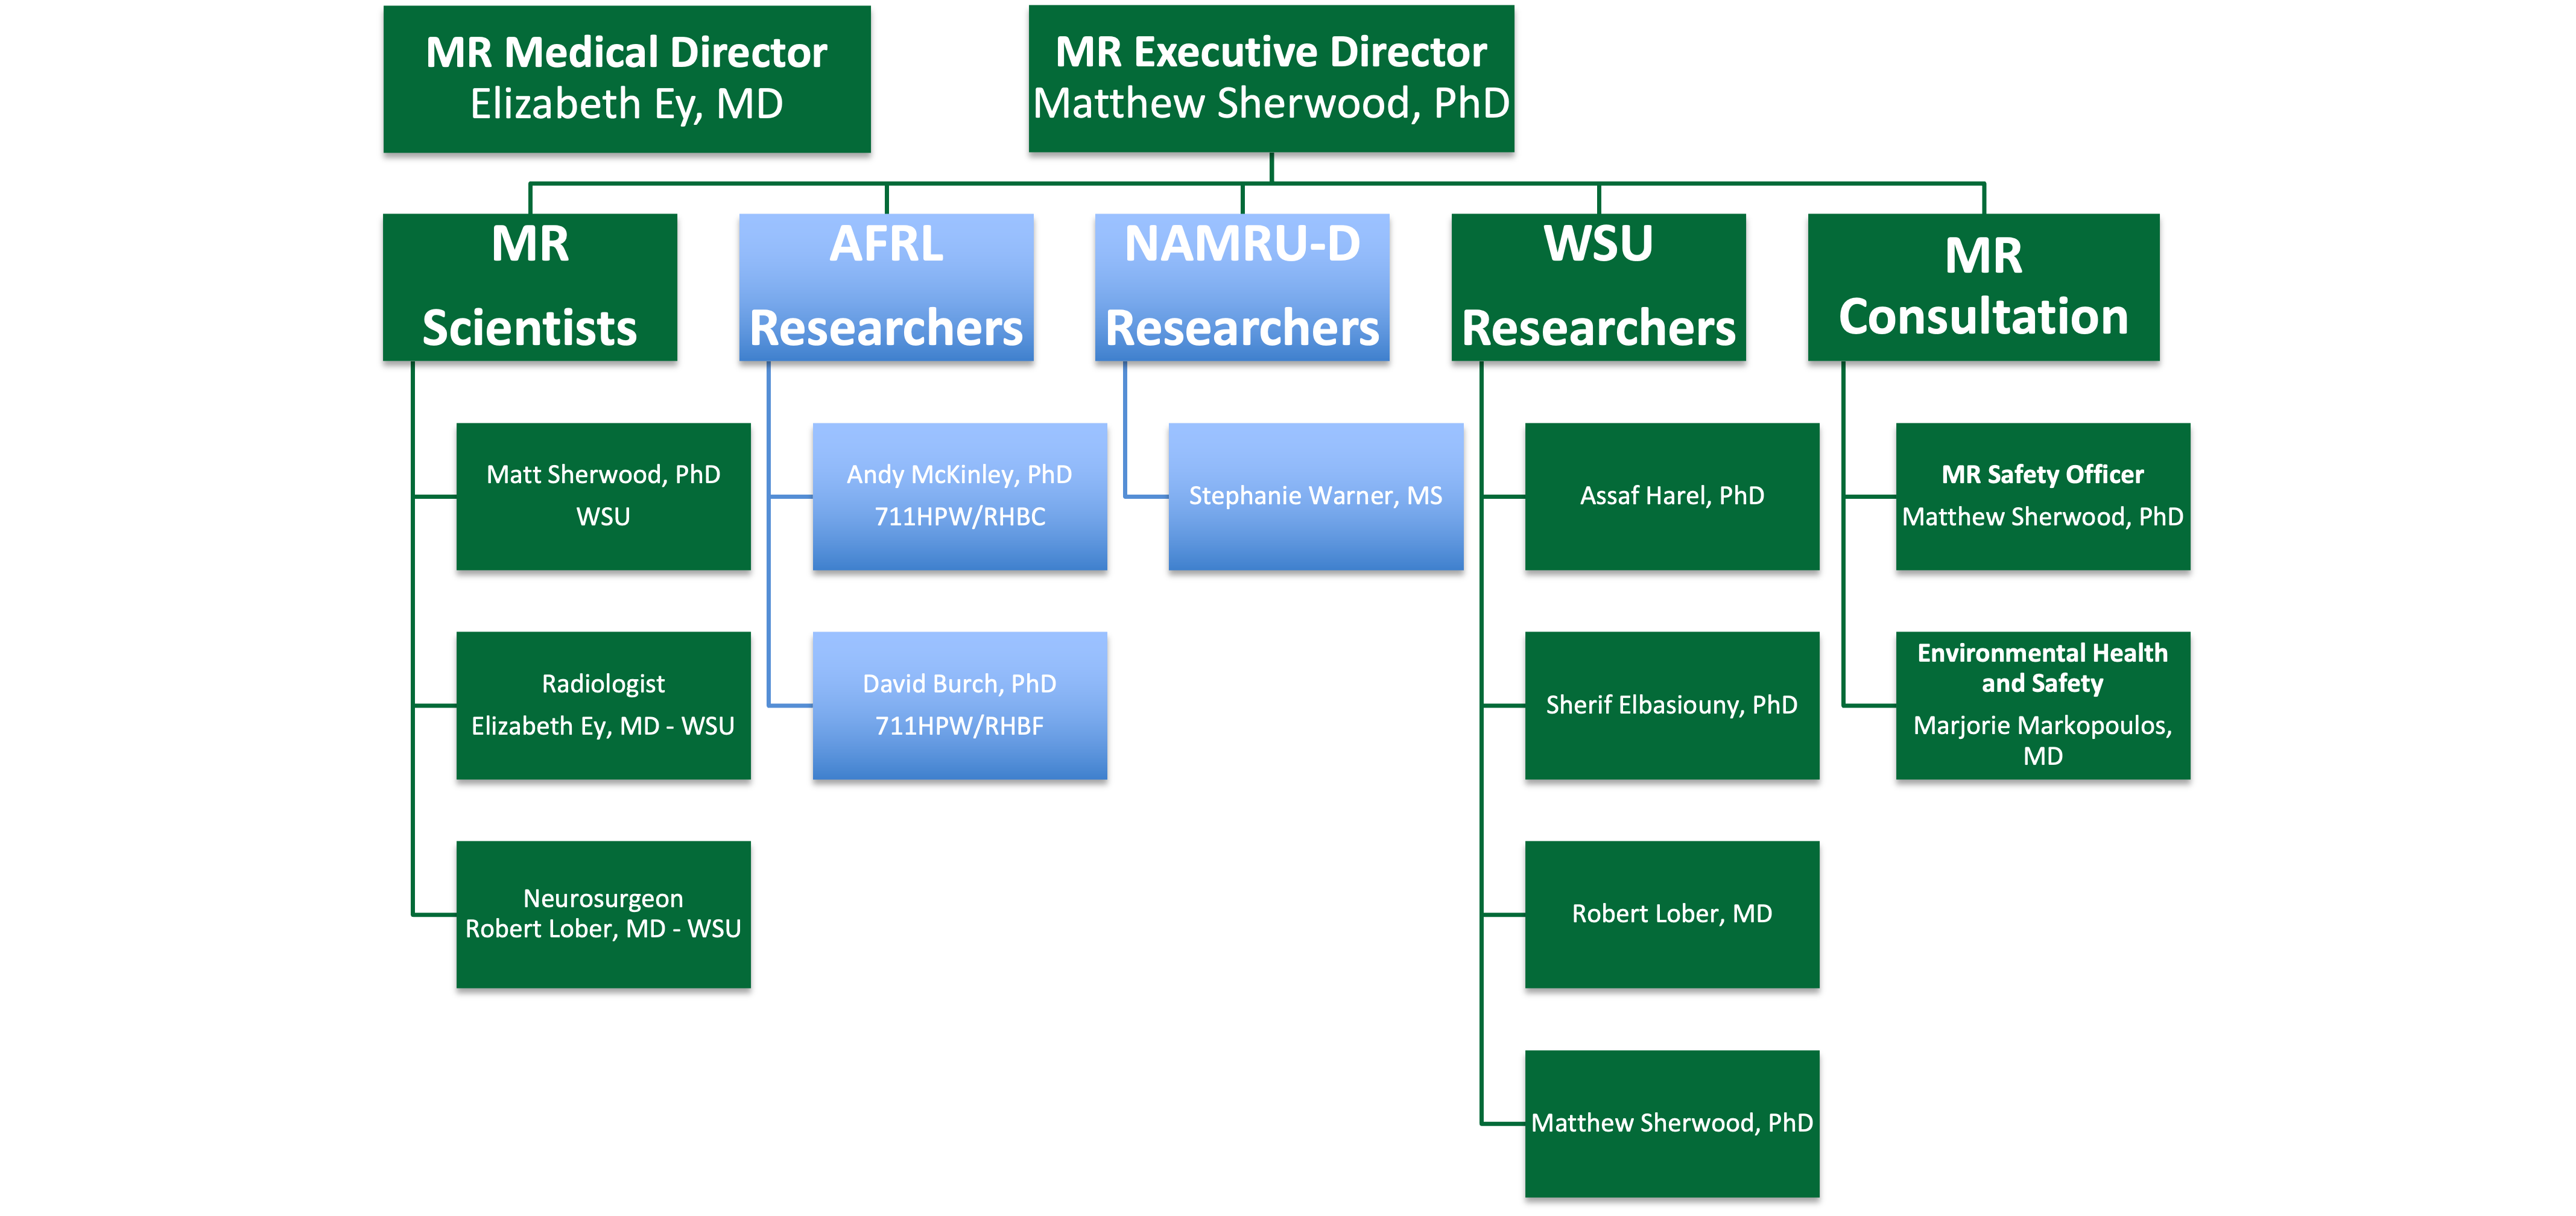 MR Medical Director
Elizabeth Ey, MD
MR Executive Director
Matthew Sherwood, PhD
MR
Scientists
AFRL
Researchers
NAMRU-D
Researchers
WSU
Researchers
MR
Consultation
Matt Sherwood, PhD
WSU
Radiologist
Elizabeth Ey, MD - WSU
Neurosurgeon
Robert Lober, MD - WSU
Andy McKinley, PhD
711HPW/RHBC
David Burch, PhD
711HPW/RHBF
Stephanie Warner, MS
Assaf Harel, PhD
Sherif Elbasiouny, PhD
Robert Lober, MD
Matthew Sherwood, PhD
MR Safety Officer
Matthew Sherwood, PhD
Environmental Health
and Safety
Marjorie Markopoulos,
MD